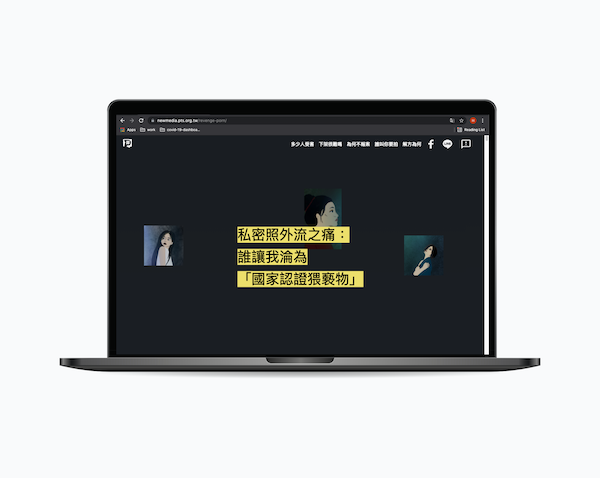 newmedia.pts.org.tw/revenge-porn/
Apps work covid-19-dashboa...
Reading List
多少人受害 下架很難嗎 為何不報案 誰叫你要拍 解方為何
私密照外流之痛：
誰讓我淪為
「國家認證猥褻物」